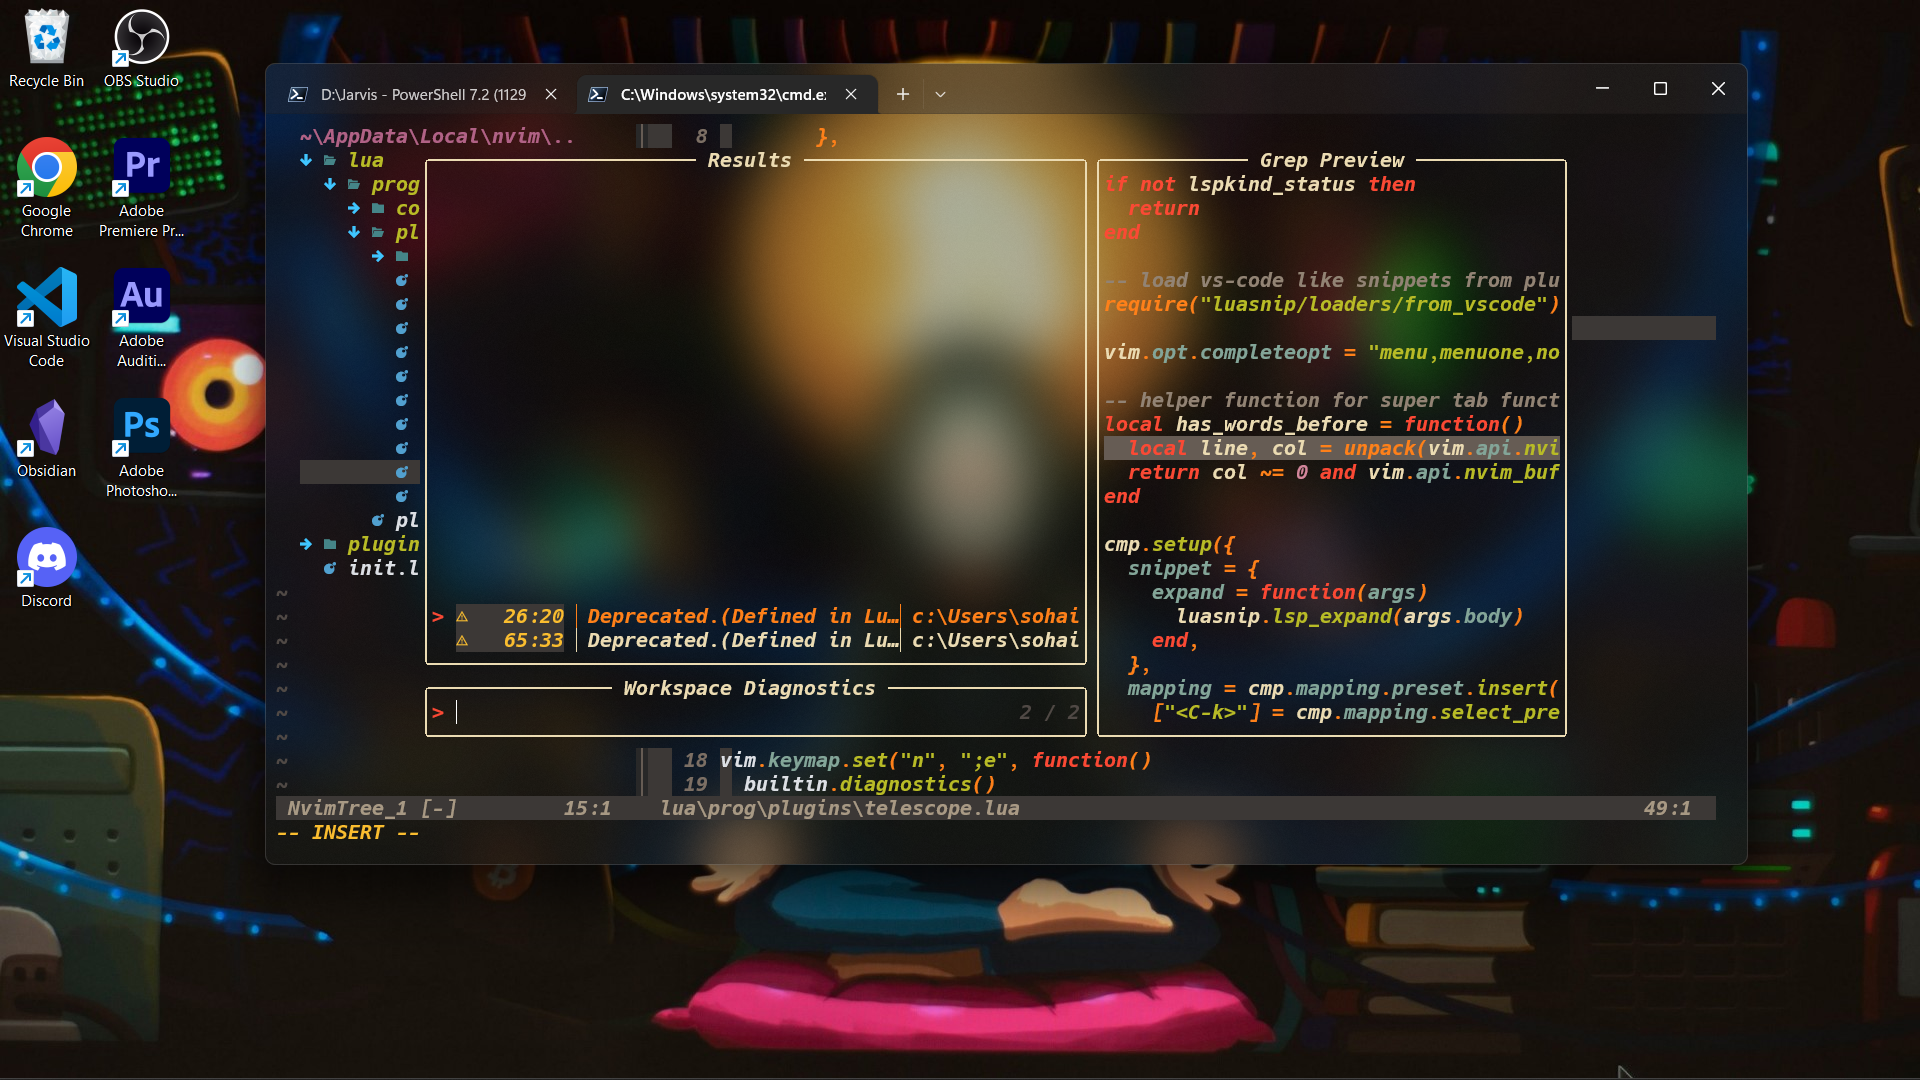 Recycle Bin
OBS Studio
Google Chrome
Adobe Premiere Pr...
Visual Studio Code
Adobe Auditi...
Obsidian
Adobe Photosho...
Discord
Pr
Au
Ps
D:\Jarvis - PowerShell 7.2 (1129
C:\Windows\system32\cmd.e:
~\AppData\Local\nvim\..
lua
prog
co
pl
pl
plugin
init.l
8 },
Results
> ⚠ 26:20 Deprecated.(Defined in Lu… c:\Users\sohai
⚠ 65:33 Deprecated.(Defined in Lu… c:\Users\sohai
Workspace Diagnostics
> 2 / 2
Grep Preview
if not lspkind_status then
return
end
-- load vs-code like snippets from plu
require("luasnip/loaders/from_vscode")
vim.opt.completeopt = "menu,menuone,no
-- helper function for super tab funct
local has_words_before = function()
local line, col = unpack(vim.api.nvi
return col ~= 0 and vim.api.nvim_buf
end
cmp.setup({
snippet = {
expand = function(args)
luasnip.lsp_expand(args.body)
end,
},
mapping = cmp.mapping.preset.insert(
["<C-k>"] = cmp.mapping.select_pre
~
~
~
~
~
~
~
~
~
18 vim.keymap.set("n", ";e", function()
19 builtin.diagnostics()
NvimTree_1 [-] 15:1 lua\prog\plugins\telescope.lua 49:1
-- INSERT --